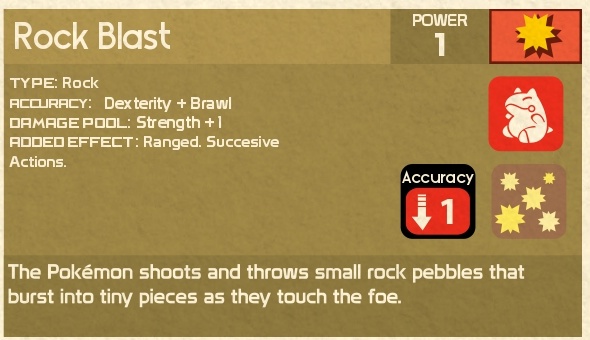 Rock Blast
POWER
1
TYPE: Rock
ACCURACY: Dexterity + Brawl
DAMAGE POOL: Strength +1
ADDED EFFECT: Ranged. Succesive
Actions.
Accuracy
1
The Pokémon shoots and throws small rock pebbles that
burst into tiny pieces as they touch the foe.